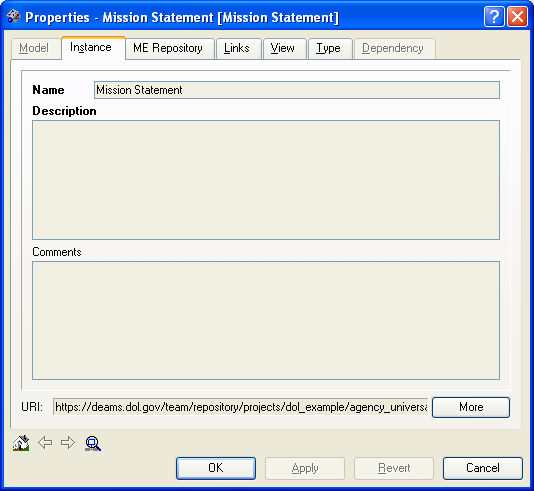 Properties - Mission Statement [Mission Statement]
Model Instance ME Repository Links View Type Dependency
Name Mission Statement
Description
Comments
URI: https://deams.dol.gov/team/repository/projects/dol_example/agency_universa More
OK Apply Revert Cancel